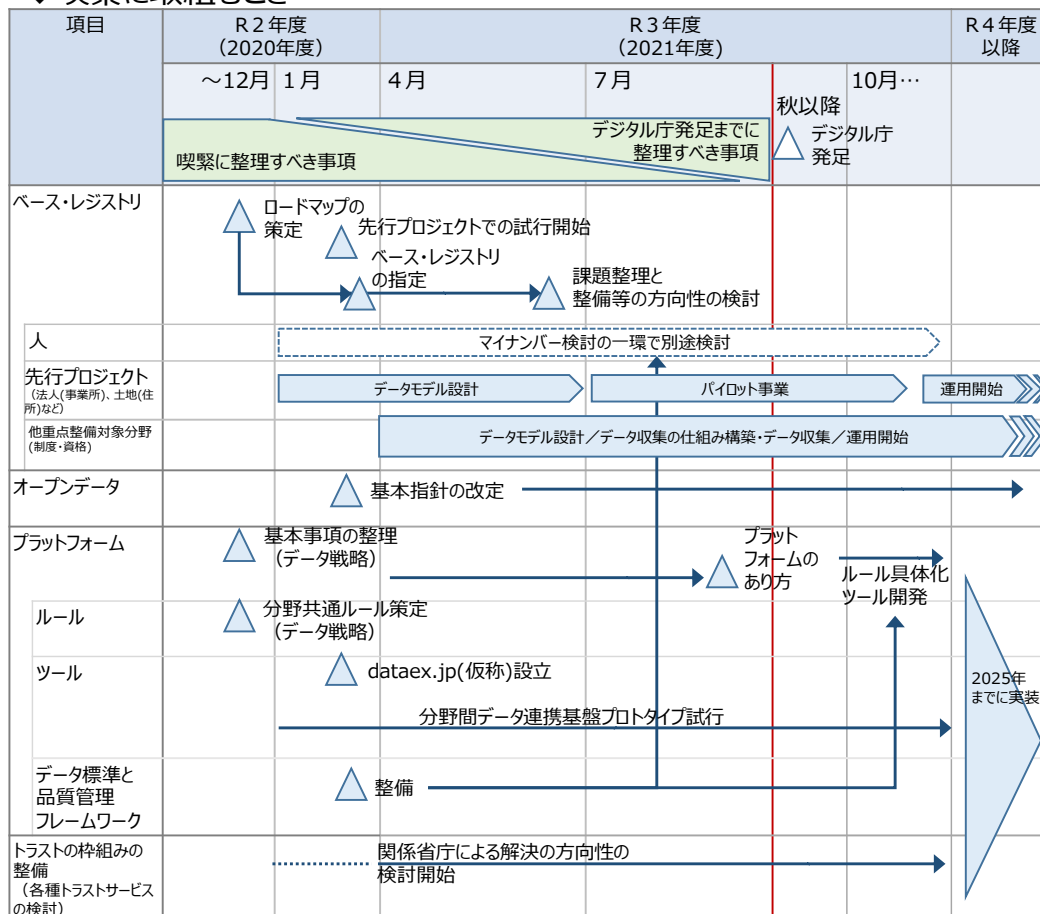 項目
R２年度
（2020年度）
R３年度
（2021年度）
R４年度
以降
～12月
１月
４月
７月
10月…
秋以降
デジタル庁
発足
喫緊に整理すべき事項
デジタル庁発足までに
整理すべき事項
ベース・レジストリ
ロードマップの
策定
先行プロジェクトでの試行開始
ベース・レジストリ
の指定
課題整理と
整備等の方向性の検討
人
マイナンバー検討の一環で別途検討
先行プロジェクト
（法人(事業所)、土地(住
所)など）
データモデル設計
パイロット事業
運用開始
他重点整備対象分野
(制度・資格)
データモデル設計／データ収集の仕組み構築・データ収集／運用開始
オープンデータ
基本指針の改定
プラットフォーム
基本事項の整理
（データ戦略）
プラット
フォームの
あり方
ルール具体化
ツール開発
ルール
分野共通ルール策定
（データ戦略）
ツール
dataex.jp(仮称)設立
分野間データ連携基盤プロトタイプ試行
2025年
までに実装
データ標準と
品質管理
フレームワーク
整備
トラストの枠組みの
整備
（各種トラストサービス
の検討）
関係省庁による解決の方向性の
検討開始